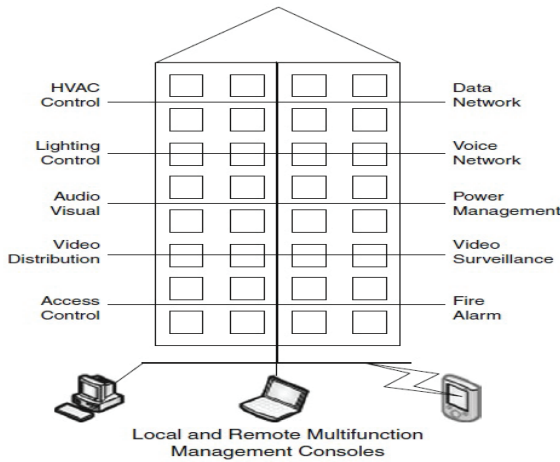 HVAC
Control
Data
Network
Lighting
Control
Voice
Network
Audio
Visual
Power
Management
Video
Distribution
Video
Surveillance
Access
Control
Fire
Alarm
Local and Remote Multifunction
Management Consoles